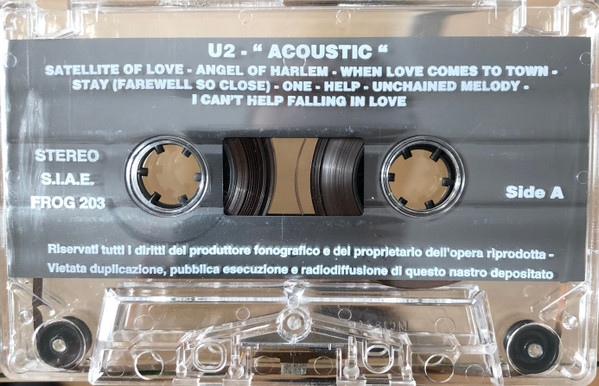 U2 - “ ACOUSTIC “
SATELLITE OF LOVE - ANGEL OF HARLEM - WHEN LOVE COMES TO TOWN -
STAY (FAREWELL SO CLOSE) - ONE - HELP - UNCHAINED MELODY -
I CAN'T HELP FALLING IN LOVE
STEREO
S.I.A.E.
FROG 203
Side A
Riservati tutti i diritti del produttore fonografico e del proprietario dell'opera riprodotta -
Vietata duplicazione, pubblica esecuzione e radiodiffusione di questo nastro depositato